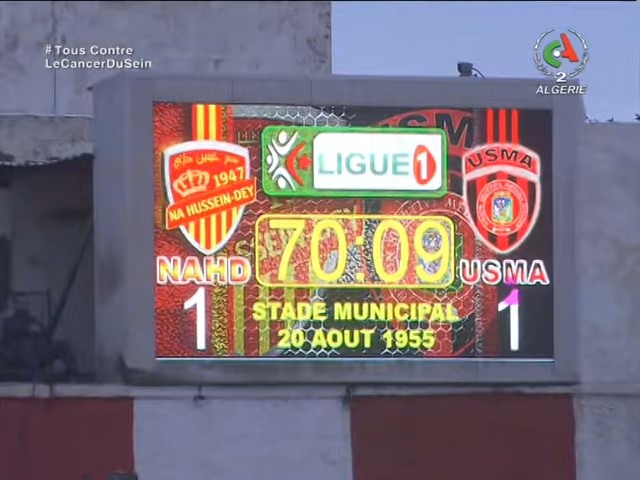 #Tous Contre
LeCancerDuSein
CA
2
ALGERIE
LIGUE 1
1947
NA HUSSEIN-DEY
USMA
70:09
NAHD
USMA
1
1
STADE MUNICIPAL
20 AOUT 1955